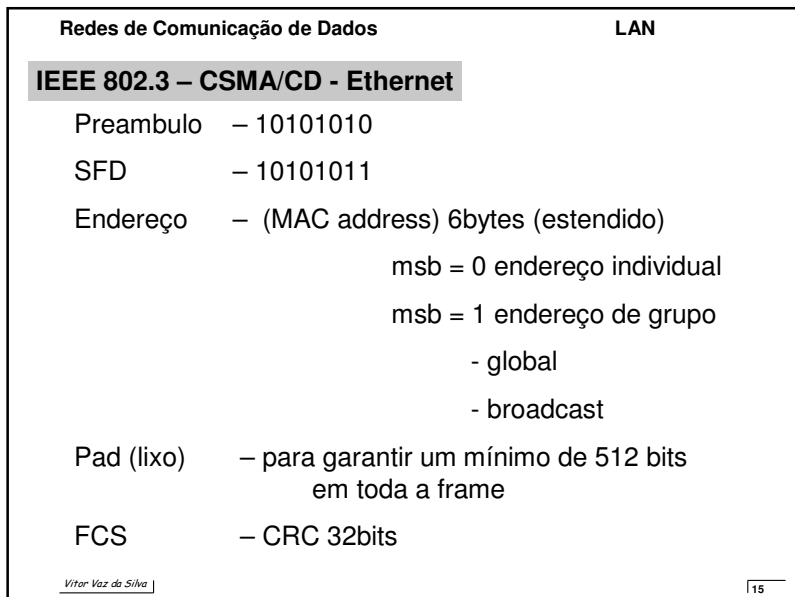 Redes de Comunicação de Dados LAN
IEEE 802.3 – CSMA/CD - Ethernet
Preambulo – 10101010
SFD – 10101011
Endereço – (MAC address) 6bytes (estendido)
msb = 0 endereço individual
msb = 1 endereço de grupo
- global
- broadcast
Pad (lixo) – para garantir um mínimo de 512 bits
em toda a frame
FCS – CRC 32bits
Vitor Vaz da Silva 15